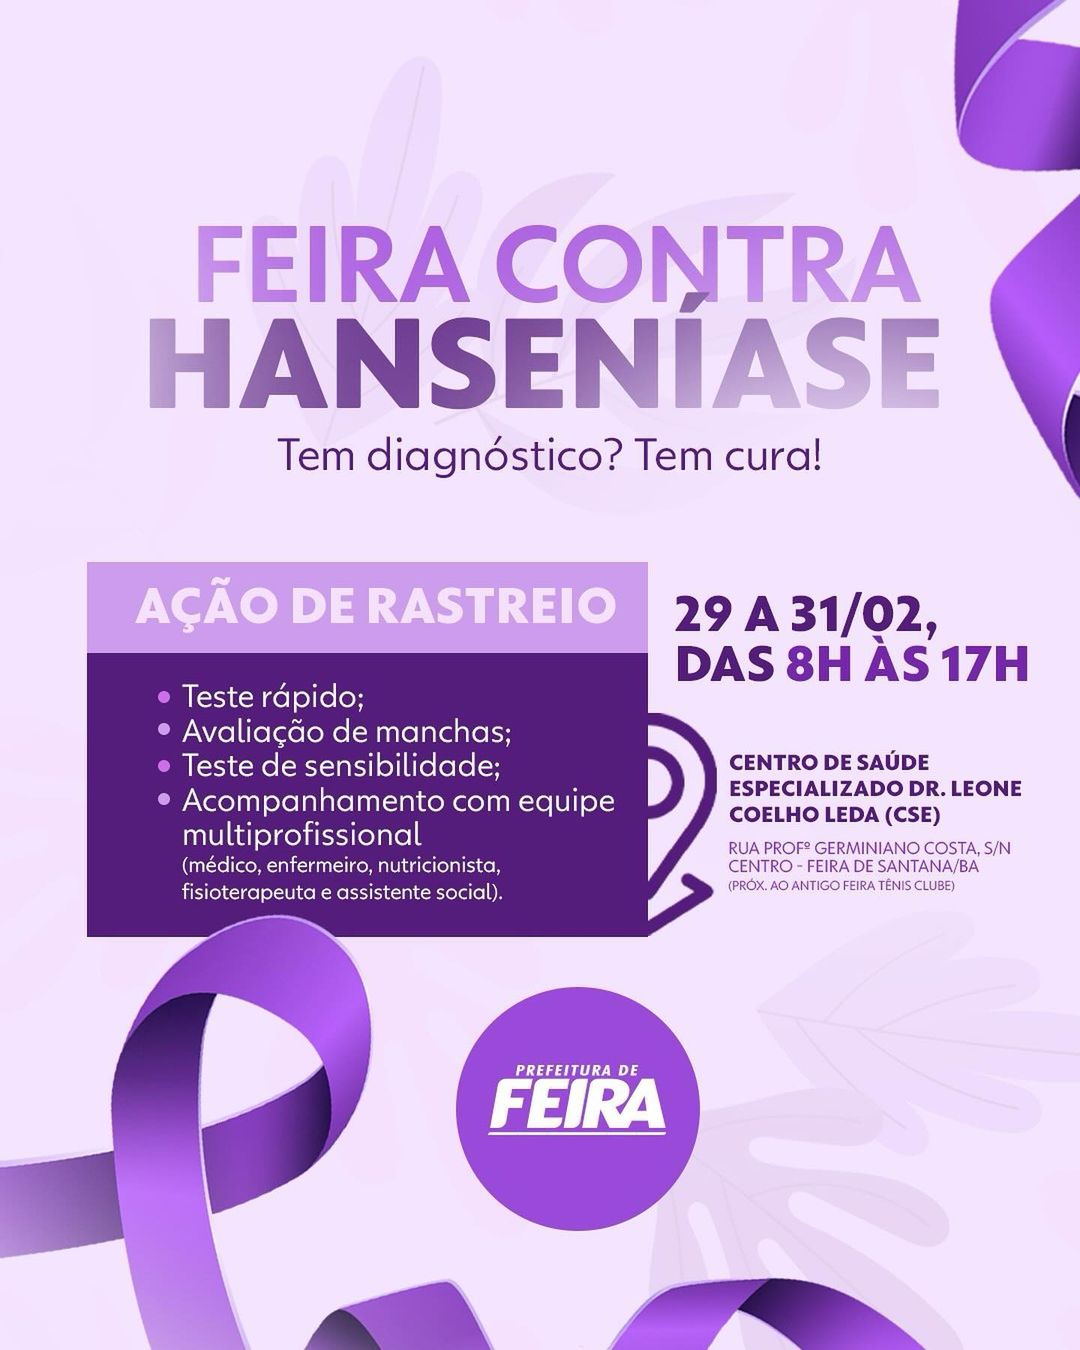 FEIRA CONTRA
HANSENÍASE
Tem diagnóstico? Tem cura!
AÇÃO DE RASTREIO
• Teste rápido;
• Avaliação de manchas;
• Teste de sensibilidade;
• Acompanhamento com equipe
multiprofissional
(médico, enfermeiro, nutricionista,
fisioterapeuta e assistente social).
29 A 31/02,
DAS 8H ÀS 17H
CENTRO DE SAÚDE
ESPECIALIZADO DR. LEONE
COELHO LEDA (CSE)
RUA PROFº GERMINIANO COSTA, S/N
CENTRO - FEIRA DE SANTANA/BA
(PRÓX. AO ANTIGO FEIRA TÊNIS CLUBE)
PREFEITURA DE
FEIRA